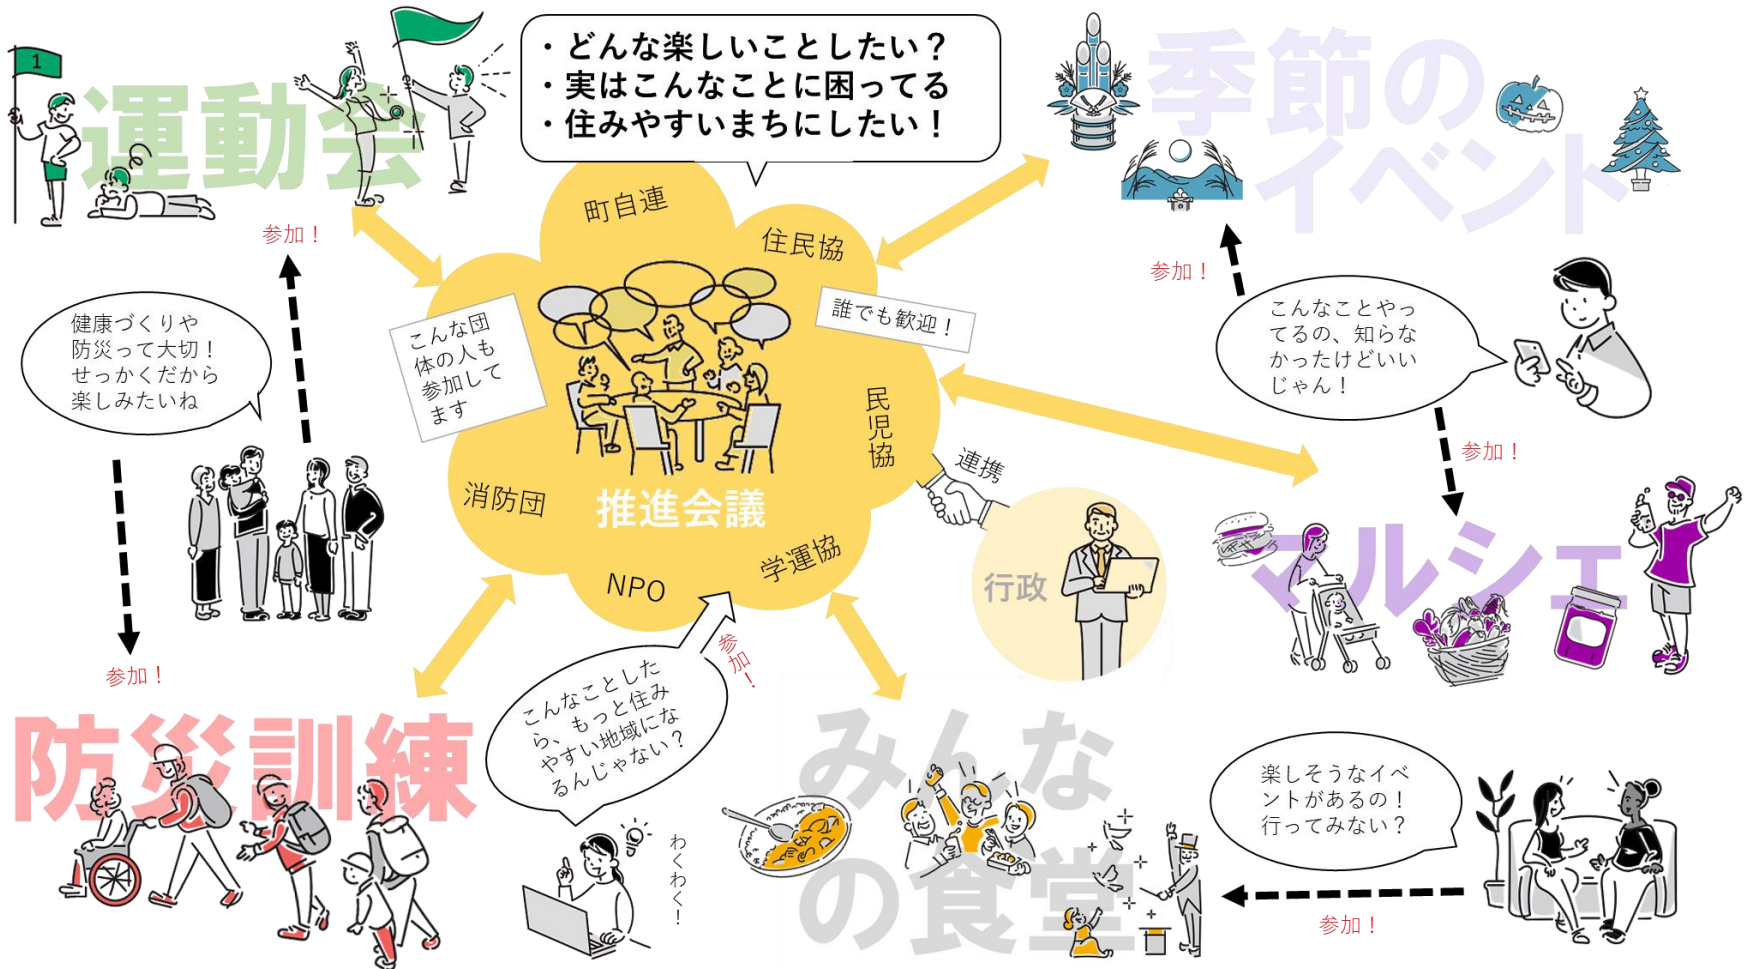 ・どんな楽しいことしたい？
・実はこんなことに困ってる
・住みやすいまちにしたい！
1
運動会
季節の
イベント
町自連
住民協
参加！
参加！
誰でも歓迎！
こんな団
体の人も
参加して
ます
健康づくりや
防災って大切！
せっかくだから
楽しみたいね
こんなことやっ
てるの、知らな
かったけどいい
じゃん！
民児協
連携
参加！
消防団
推進会議
学運協
NPO
行政
マルシェ
参加！
参加！
こんなことした
ら、もっと住み
やすい地域にな
るんじゃない？
防災訓練
わくわく！
みんな
の食堂
楽しそうなイベ
ントがあるの！
行ってみない？
参加！